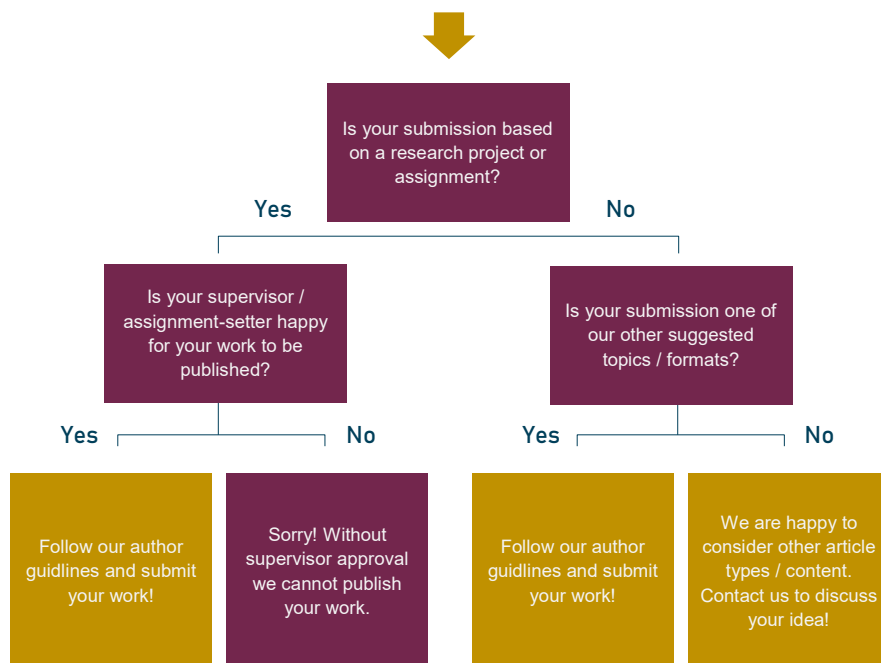 Is your submission based
on a research project or
assignment?
Yes
No
Is your supervisor /
assignment-setter happy
for your work to be
published?
Is your submission one of
our other suggested
topics / formats?
Yes
No
Yes
No
Follow our author
guidlines and submit
your work!
Sorry! Without
supervisor approval
we cannot publish
your work.
Follow our author
guidlines and submit
your work!
We are happy to
consider other article
types / content.
Contact us to discuss
your idea!